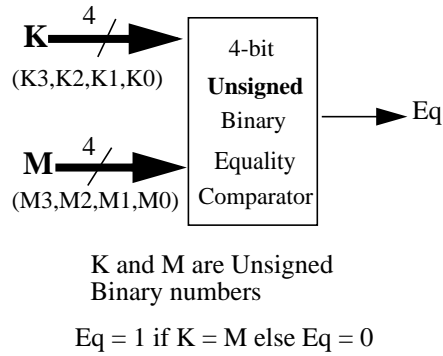 4
K
(K3,K2,K1,K0)
4
M
(M3,M2,M1,M0)
4-bit
Unsigned
Binary
Equality
Comparator
Eq
K and M are Unsigned
Binary numbers
Eq = 1 if K = M else Eq = 0